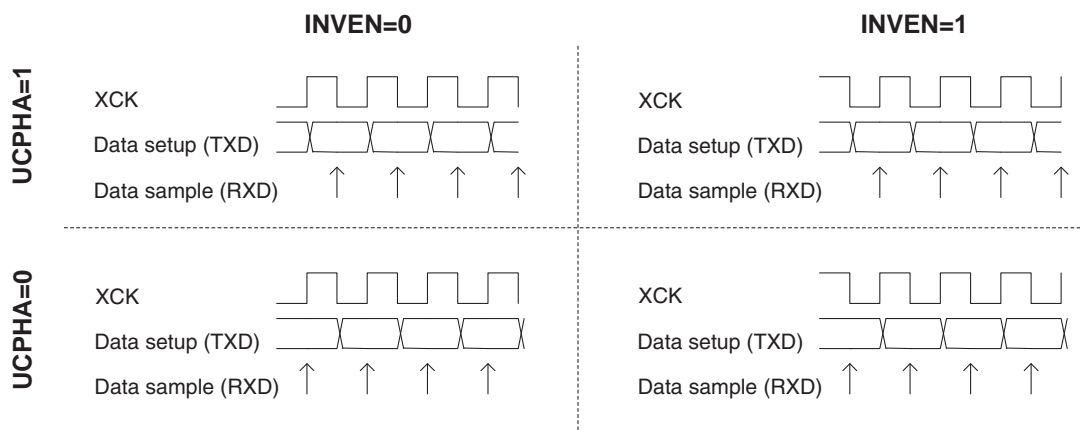 INVEN=0
INVEN=1
UCPHA=1
XCK
Data setup (TXD)
Data sample (RXD)
XCK
Data setup (TXD)
Data sample (RXD)
UCPHA=0
XCK
Data setup (TXD)
Data sample (RXD)
XCK
Data setup (TXD)
Data sample (RXD)